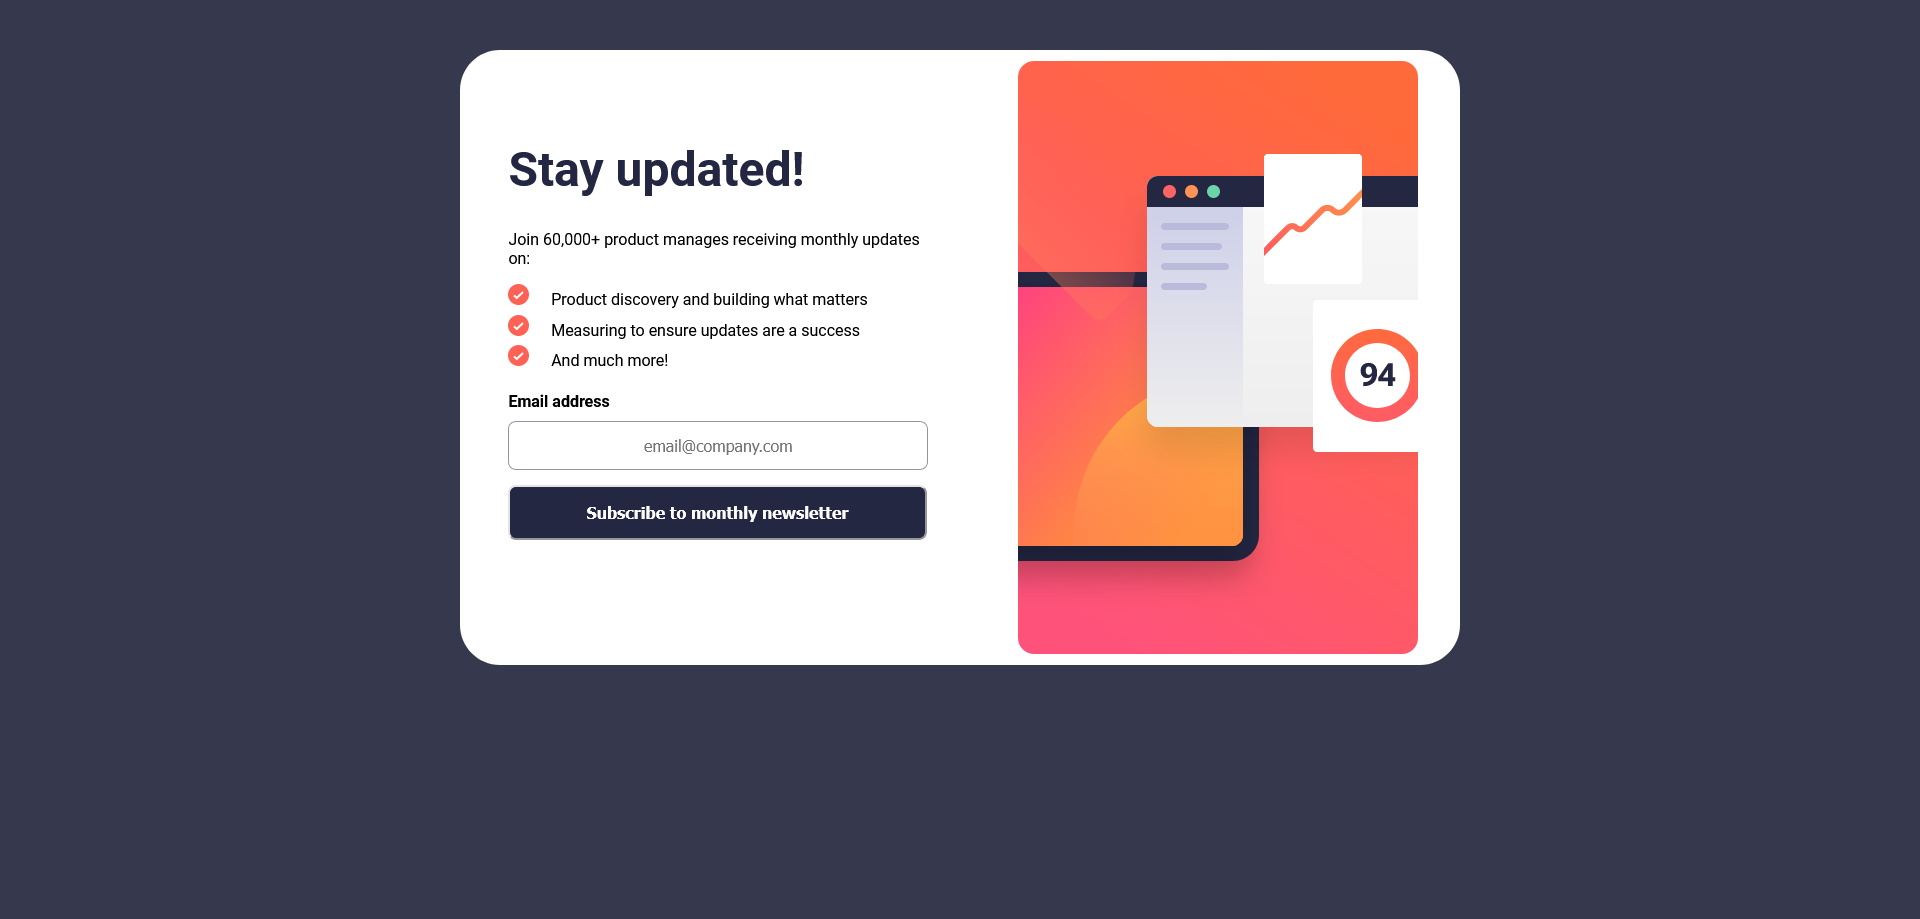 Stay updated!
Join 60,000+ product manages receiving monthly updates
on:
Product discovery and building what matters
Measuring to ensure updates are a success
And much more!
Email address
email@company.com
Subscribe to monthly newsletter
94